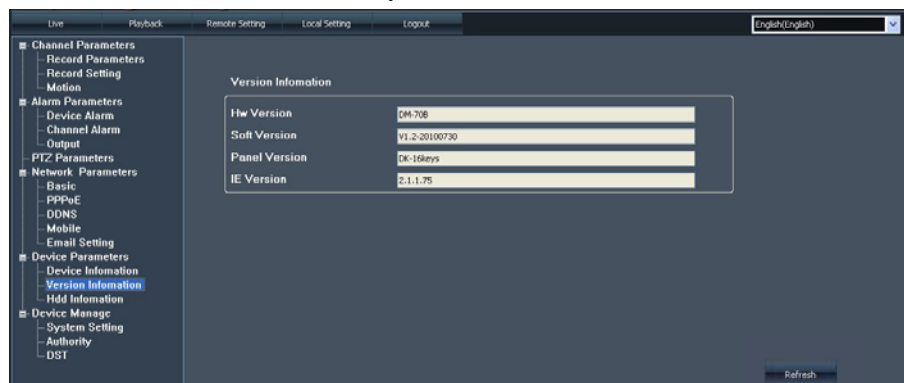 Live Playback Remote Setting Local Setting Logout English(English)
Channel Parameters
Record Parameters
Record Setting
Motion
Alarm Parameters
Device Alarm
Channel Alarm
Output
PTZ Parameters
Network Parameters
Basic
PPPoE
DDNS
Mobile
Email Setting
Device Parameters
Device Infomation
Version Infomation
Hdd Infomation
Device Manage
System Setting
Authority
DST
Version Infomation
Hw Version DM-70B
Soft Version V1.2-20100730
Panel Version DK-16keys
IE Version 2.1.1.75
Refresh